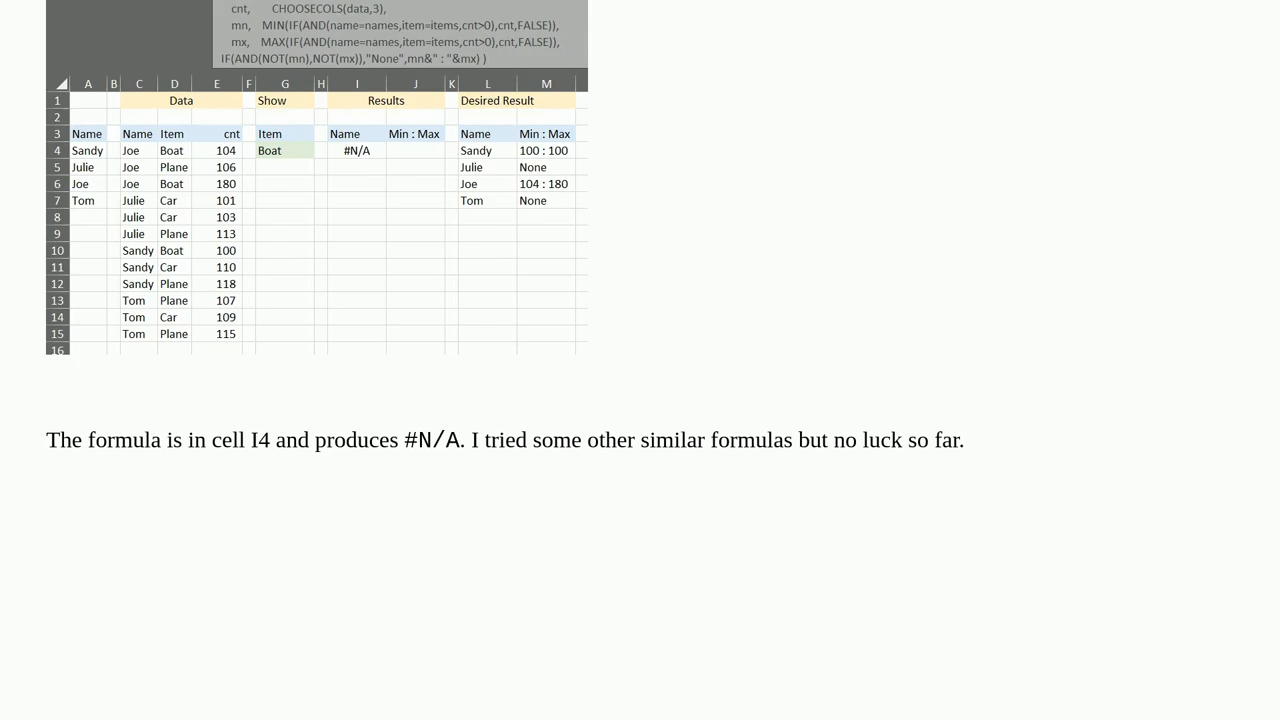 cnt, CHOOSECOLS(data,3),
mn, MIN(IF(AND(name=names,item=items,cnt>0),cnt,FALSE)),
mx, MAX(IF(AND(name=names,item=items,cnt>0),cnt,FALSE)),
IF(AND(NOT(mn),NOT(mx)),"None",mn&" : "&mx) )
A B C D E F G H I J K L M
1 Data Show Results Desired Result
2
3 Name Name Item cnt Item Name Min : Max Name Min : Max
4 Sandy Joe Boat 104 Boat #N/A Sandy 100 : 100
5 Julie Joe Plane 106 Julie None
6 Joe Joe Boat 180 Joe 104 : 180
7 Tom Julie Car 101 Tom None
8 Julie Car 103
9 Julie Plane 113
10 Sandy Boat 100
11 Sandy Car 110
12 Sandy Plane 118
13 Tom Plane 107
14 Tom Car 109
15 Tom Plane 115
16
The formula is in cell I4 and produces #N/A. I tried some other similar formulas but no luck so far.